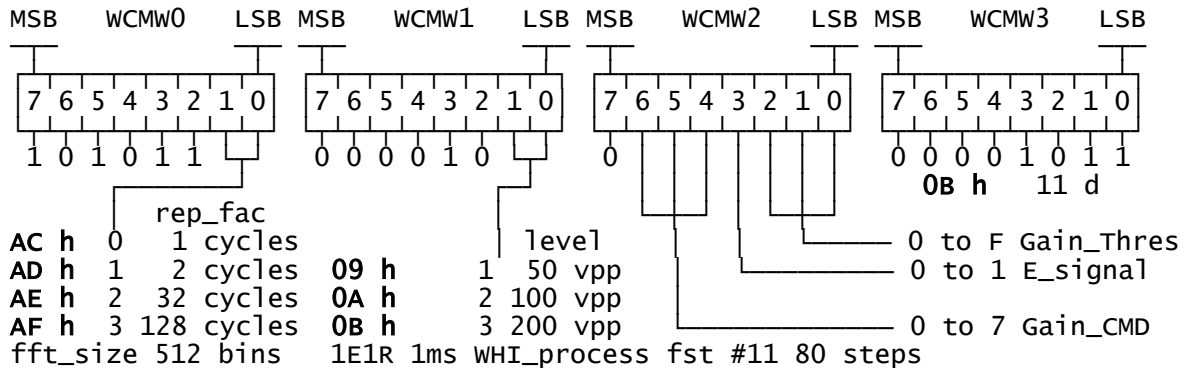 MSB WCMW0 LSB MSB WCMW1 LSB MSB WCMW2 LSB MSB WCMW3 LSB
7 6 5 4 3 2 1 0 7 6 5 4 3 2 1 0 7 6 5 4 3 2 1 0 7 6 5 4 3 2 1 0
1 0 1 0 1 1 0 0 0 0 1 0 0 0 0 0 0 1 0 1 1
0B h 11 d
rep_fac
AC h 0 1 cycles level 0 to F Gain_Thres
AD h 1 2 cycles 09 h 1 50 vpp 0 to 1 E_signal
AE h 2 32 cycles 0A h 2 100 vpp
AF h 3 128 cycles 0B h 3 200 vpp 0 to 7 Gain_CMD
fft_size 512 bins 1E1R 1ms WHI_process fst #11 80 steps